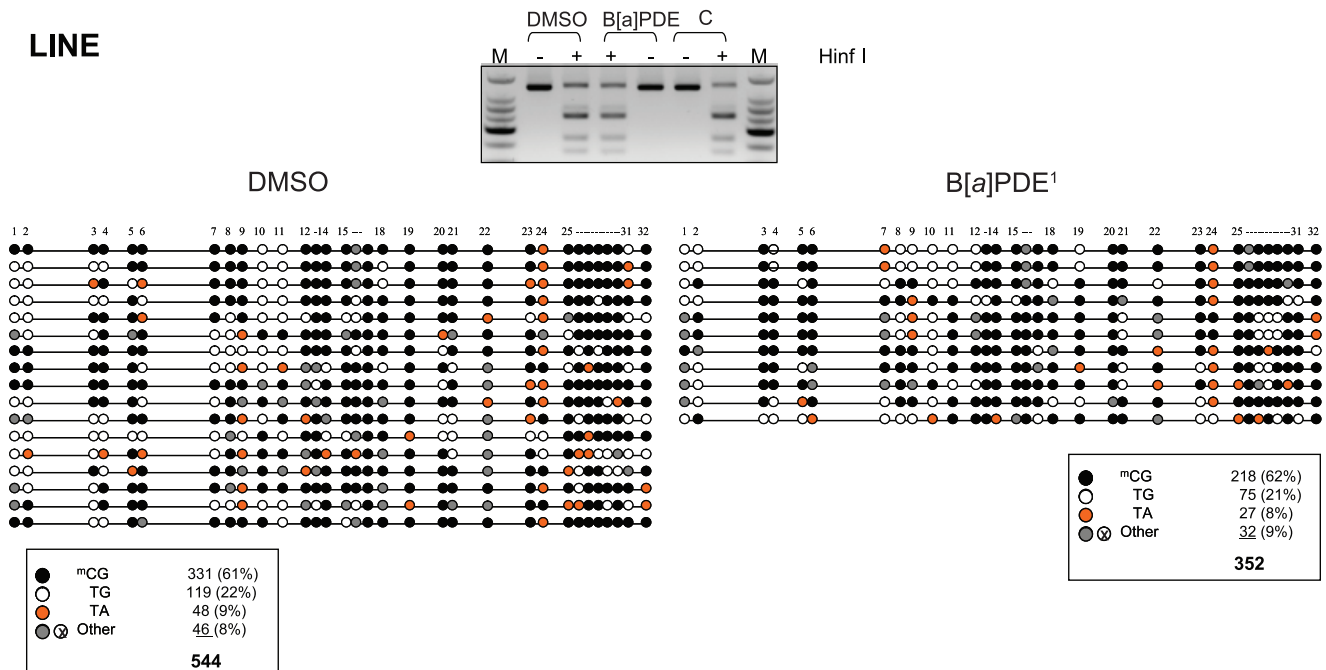 LINE
DMSO B[a]PDE C
M - + + - - + M Hinf I
DMSO
B[a]PDE¹
1 2 3 4 5 6 7 8 9 10 11 12 -14 15 --- 18 19 20 21 22 23 24 25 ---------- 31 32
1 2 3 4 5 6 7 8 9 10 11 12 -14 15 --- 18 19 20 21 22 23 24 25 ---------- 31 32
ᵐCG 218 (62%)
TG 75 (21%)
TA 27 (8%)
x Other 32 (9%)
352
ᵐCG 331 (61%)
TG 119 (22%)
TA 48 (9%)
x Other 46 (8%)
544